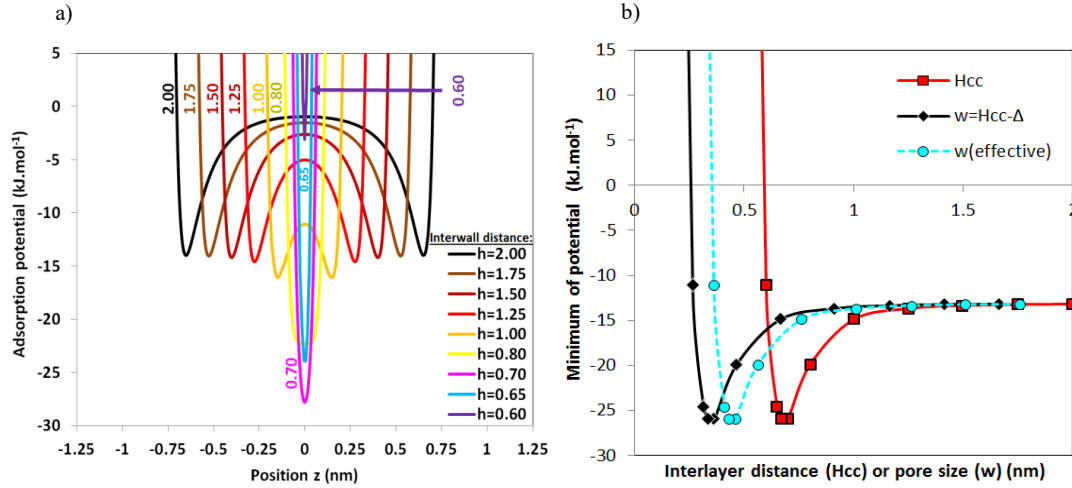 a)
b)
Adsorption potential (kJ.mol-1)
5
0
-5
-10
-15
-20
-25
-30
2.00
1.75
1.50
1.25
1.00
0.80
0.60
0.65
0.70
Interwall distance:
h=2.00
h=1.75
h=1.50
h=1.25
h=1.00
h=0.80
h=0.70
h=0.65
h=0.60
-1.25 -1 -0.75 -0.5 -0.25 0 0.25 0.5 0.75 1 1.25
Position z (nm)
Minimum of potential (kJ.mol-1)
15
10
5
0
-5
-10
-15
-20
-25
-30
0 0.5 1 1.5 2
Hcc
w=Hcc-Δ
w(effective)
Interlayer distance (Hcc) or pore size (w) (nm)